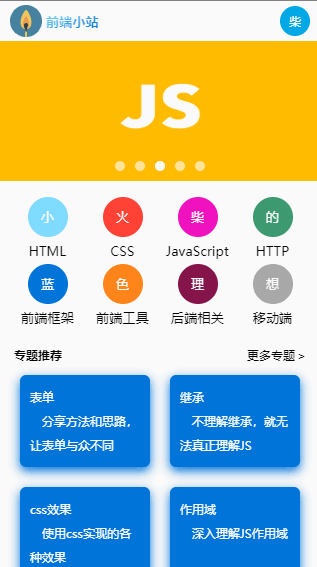 前端小站 柴
JS
小 火 柴 的
HTML CSS JavaScript HTTP
蓝 色 理 想
前端框架 前端工具 后端相关 移动端
专题推荐 更多专题 >
表单
分享方法和思路，
让表单与众不同
继承
不理解继承，就无
法真正理解JS
css效果
使用css实现的各
种效果
作用域
深入理解JS作用域